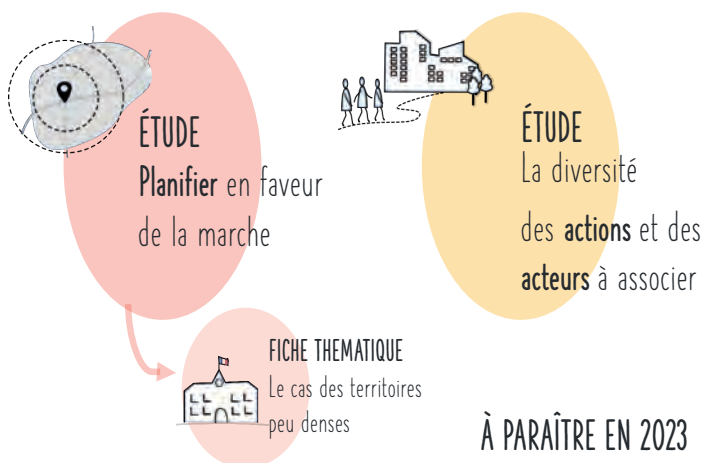 ÉTUDE
Planifier en faveur
de la marche
ÉTUDE
La diversité
des actions et des
acteurs à associer
FICHE THEMATIQUE
Le cas des territoires
peu denses
À PARAÎTRE EN 2023